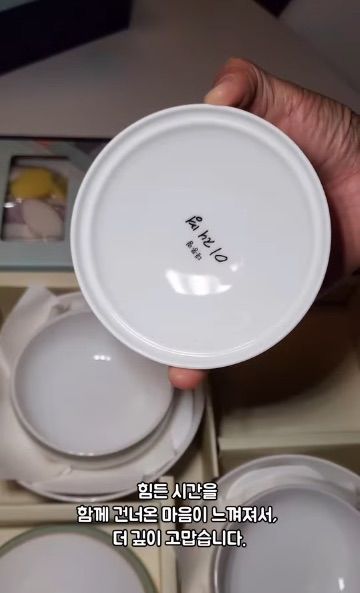 힘든 시간을
함께 건너온 마음이 느껴져서,
더 깊이 고맙습니다.